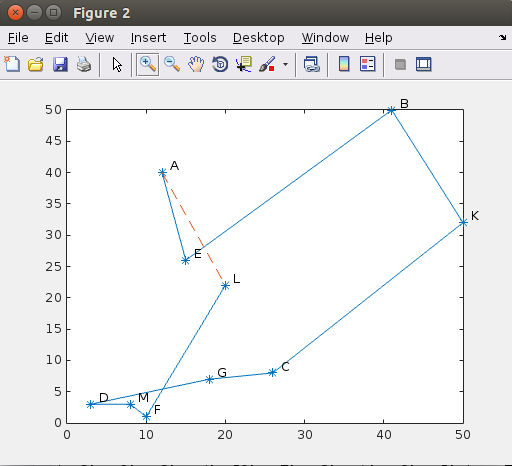 Figure 2
File Edit View Insert Tools Desktop Window Help
50
45
40
35
30
25
20
15
10
5
0
B
A
K
E
L
G
C
D
M
F
0 10 20 30 40 50